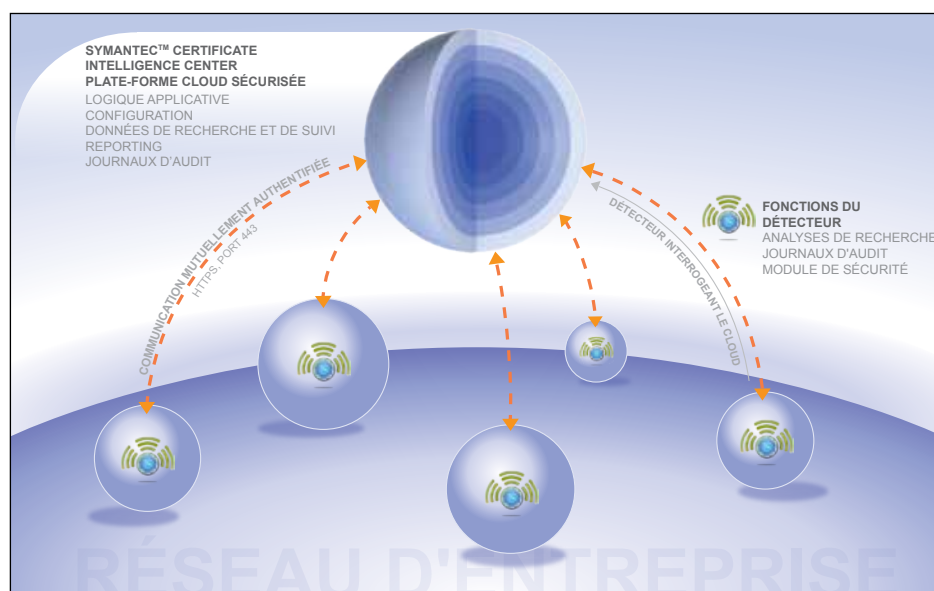 SYMANTEC™ CERTIFICATE
INTELLIGENCE CENTER
PLATE-FORME CLOUD SÉCURISÉE
LOGIQUE APPLICATIVE
CONFIGURATION
DONNÉES DE RECHERCHE ET DE SUIVI
REPORTING
JOURNAUX D'AUDIT
COMMUNICATION MUTUELLEMENT AUTHENTIFIÉE
HTTPS, PORT 443
DÉTECTEUR INTERROGEANT LE CLOUD
FONCTIONS DU
DÉTECTEUR
ANALYSES DE RECHERCHE
JOURNAUX D'AUDIT
MODULE DE SÉCURITÉ
RÉSEAU D'ENTREPRISE